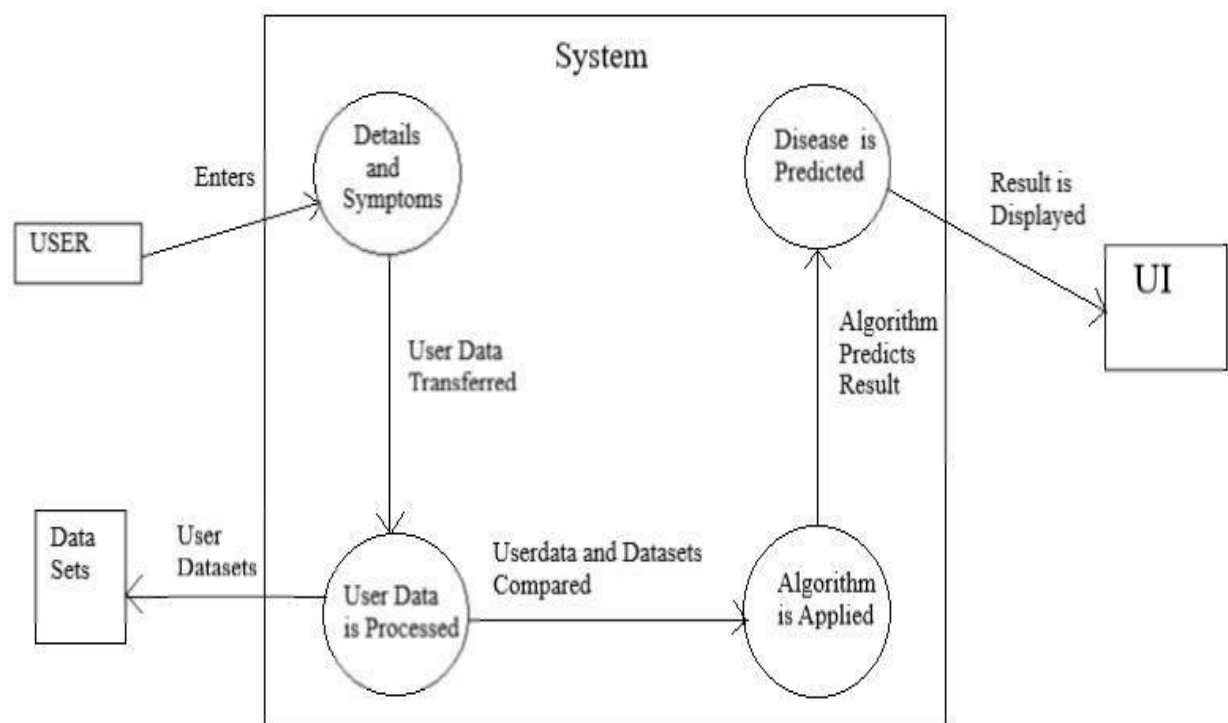 System
Details
and
Symptoms
Disease is
Predicted
Enters
Result is
Displayed
USER
UI
User Data
Transferred
Algorithm
Predicts
Result
Data
Sets
User
Datasets
User Data
is Processed
Userdata and Datasets
Compared
Algorithm
is Applied